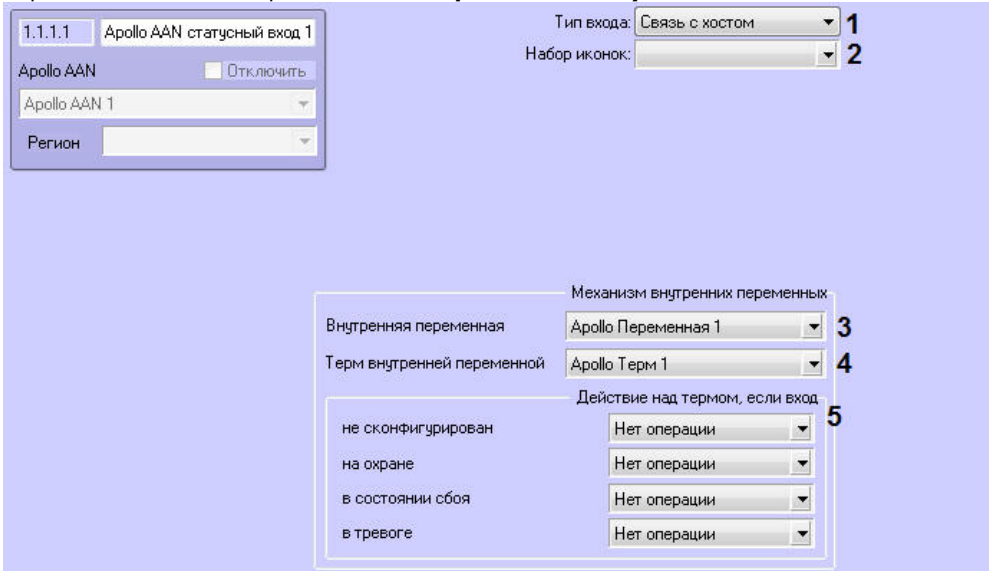 1.1.1.1 Apollo AAN статусный вход 1
Тип входа: Связь с хостом 1
Apollo AAN Отключить
Набор иконок: 2
Apollo AAN 1
Регион
Механизм внутренних переменных
Внутренняя переменная Apollo Переменная 1 3
Терм внутренней переменной Apollo Терм 1 4
Действие над термом, если вход 5
не сконфигурирован Нет операции
на охране Нет операции
в состоянии сбоя Нет операции
в тревоге Нет операции